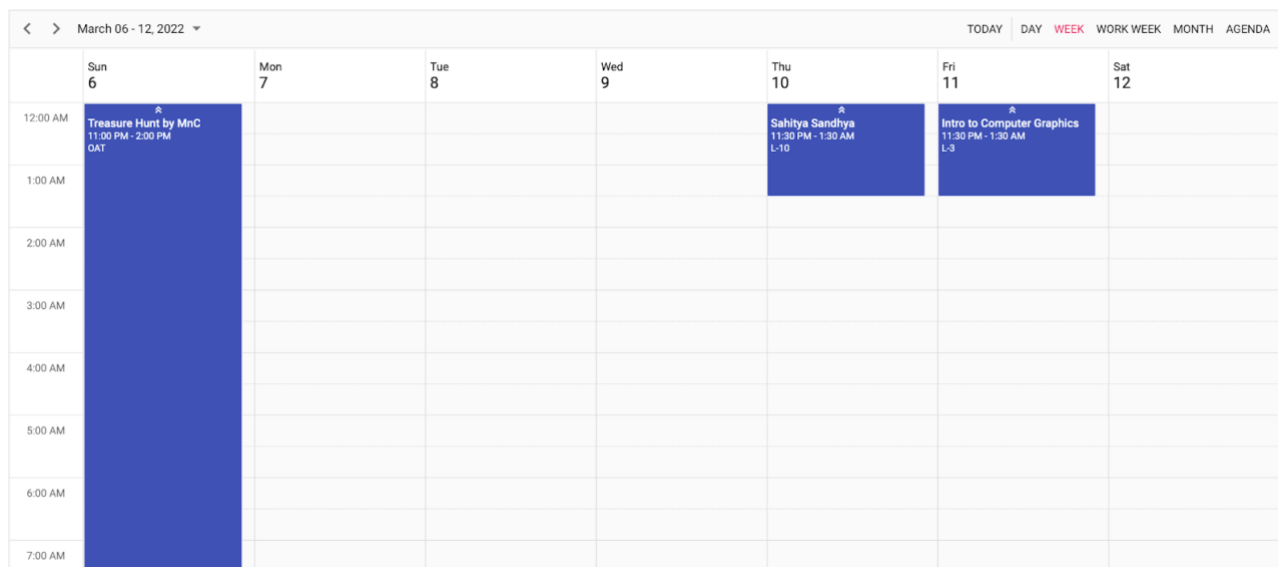 March 06 - 12, 2022
TODAY DAY WEEK WORK WEEK MONTH AGENDA
Sun Mon Tue Wed Thu Fri Sat
6 7 8 9 10 11 12
12:00 AM
Treasure Hunt by MnC
11:00 PM - 2:00 PM
OAT
Sahitya Sandhya
11:30 PM - 1:30 AM
L-10
Intro to Computer Graphics
11:30 PM - 1:30 AM
L-3
1:00 AM
2:00 AM
3:00 AM
4:00 AM
5:00 AM
6:00 AM
7:00 AM